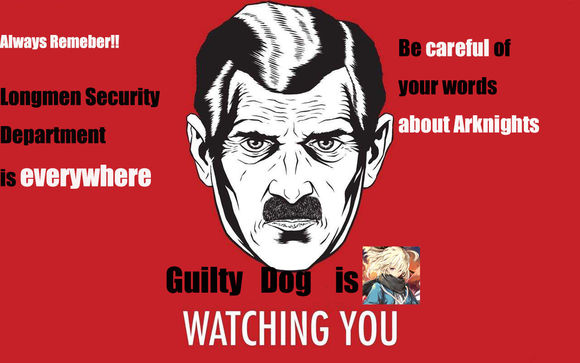 Always Remeber!!
Longmen Security
Department
is everywhere
Be careful of
your words
about Arknights
Guilty Dog is
WATCHING YOU